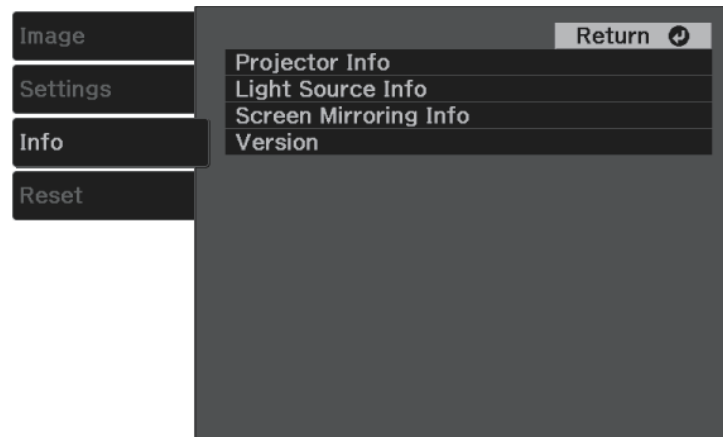 Image
Settings
Info
Reset
Return
Projector Info
Light Source Info
Screen Mirroring Info
Version